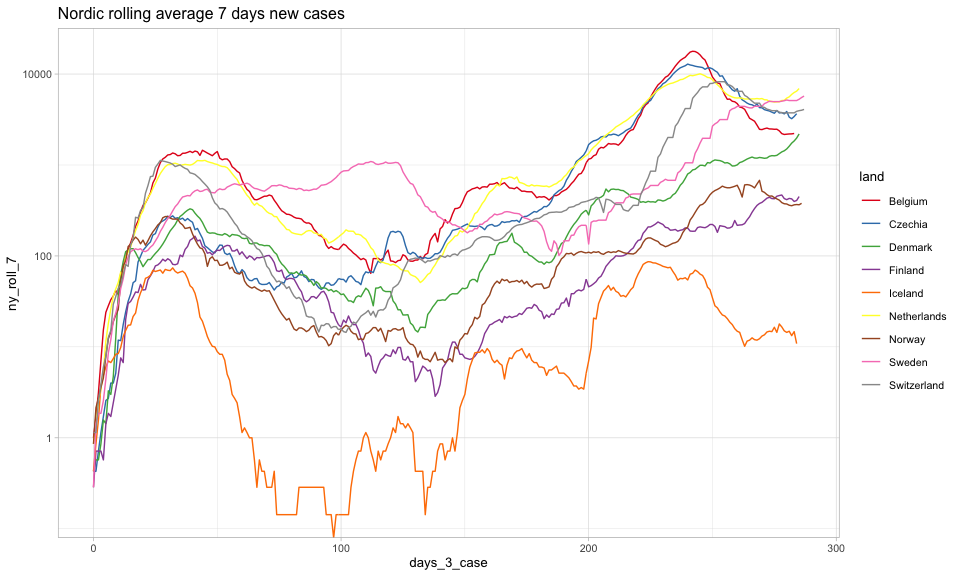 Nordic rolling average 7 days new cases
10000
100
1
ny_roll_7
0
100
200
300
days_3_case
land
Belgium
Czechia
Denmark
Finland
Iceland
Netherlands
Norway
Sweden
Switzerland